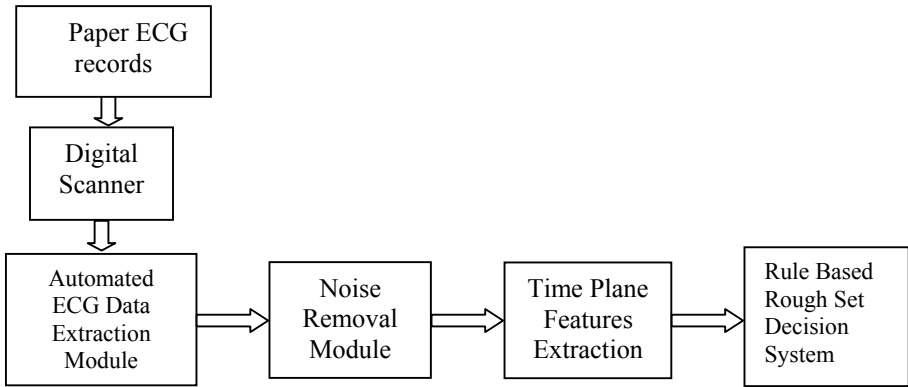 Paper ECG
records
Digital
Scanner
Automated
ECG Data
Extraction
Module
Noise
Removal
Module
Time Plane
Features
Extraction
Rule Based
Rough Set
Decision
System